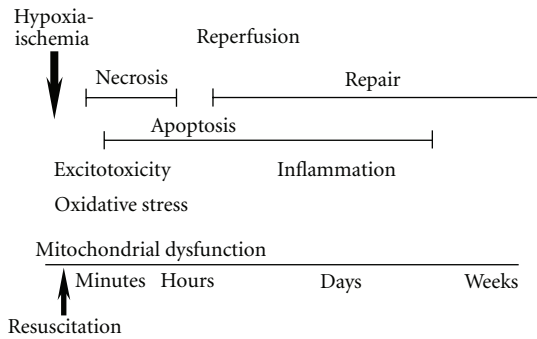 Hypoxia-
ischemia
Reperfusion
Necrosis
Repair
Apoptosis
Excitotoxicity
Inflammation
Oxidative stress
Mitochondrial dysfunction
Minutes
Hours
Days
Weeks
Resuscitation